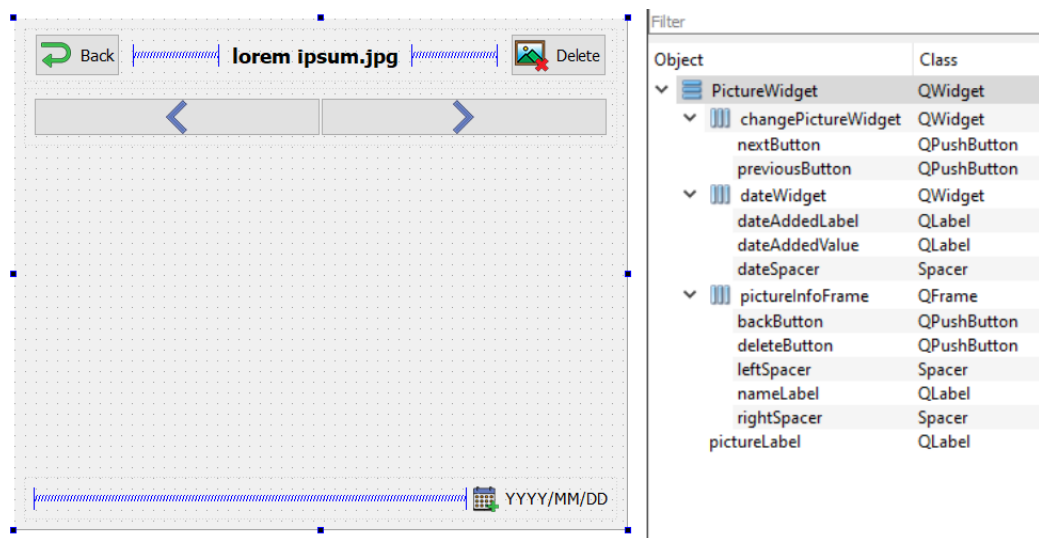 Back lorem ipsum.jpg Delete
YYYY/MM/DD
Filter
Object Class
PictureWidget QWidget
changePictureWidget QWidget
nextButton QPushButton
previousButton QPushButton
dateWidget QWidget
dateAddedLabel QLabel
dateAddedValue QLabel
dateSpacer Spacer
pictureInfoFrame QFrame
backButton QPushButton
deleteButton QPushButton
leftSpacer Spacer
nameLabel QLabel
rightSpacer Spacer
pictureLabel QLabel